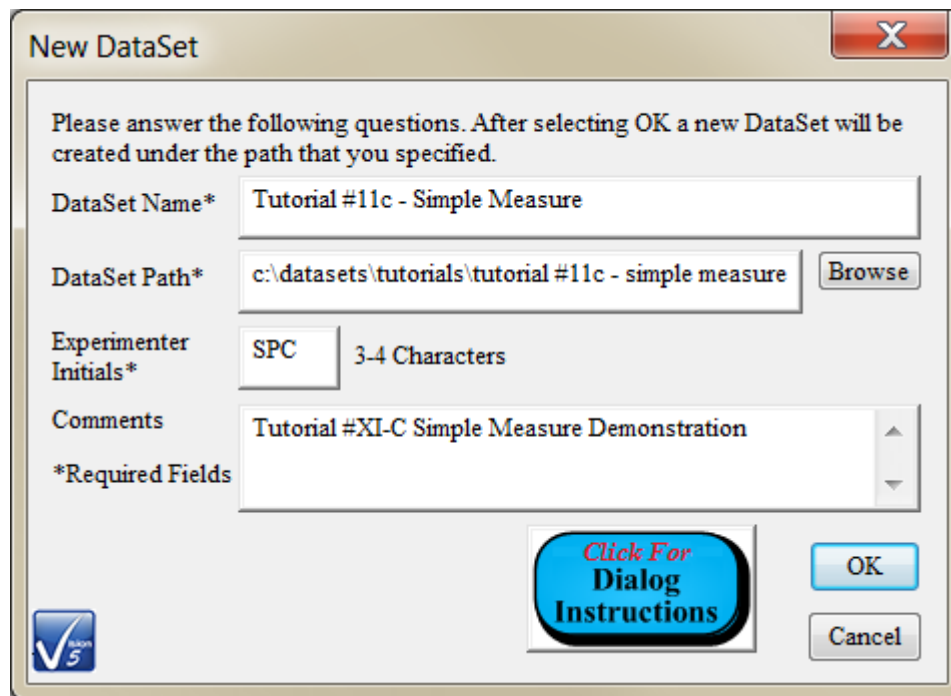 New DataSet
Please answer the following questions. After selecting OK a new DataSet will be
created under the path that you specified.
DataSet Name*
Tutorial #11c - Simple Measure
DataSet Path*
c:\datasets\tutorials\tutorial #11c - simple measure
Browse
Experimenter
Initials*
SPC
3-4 Characters
Comments
Tutorial #XI-C Simple Measure Demonstration
*Required Fields
Click For
Dialog
Instructions
OK
Cancel
Vision
5